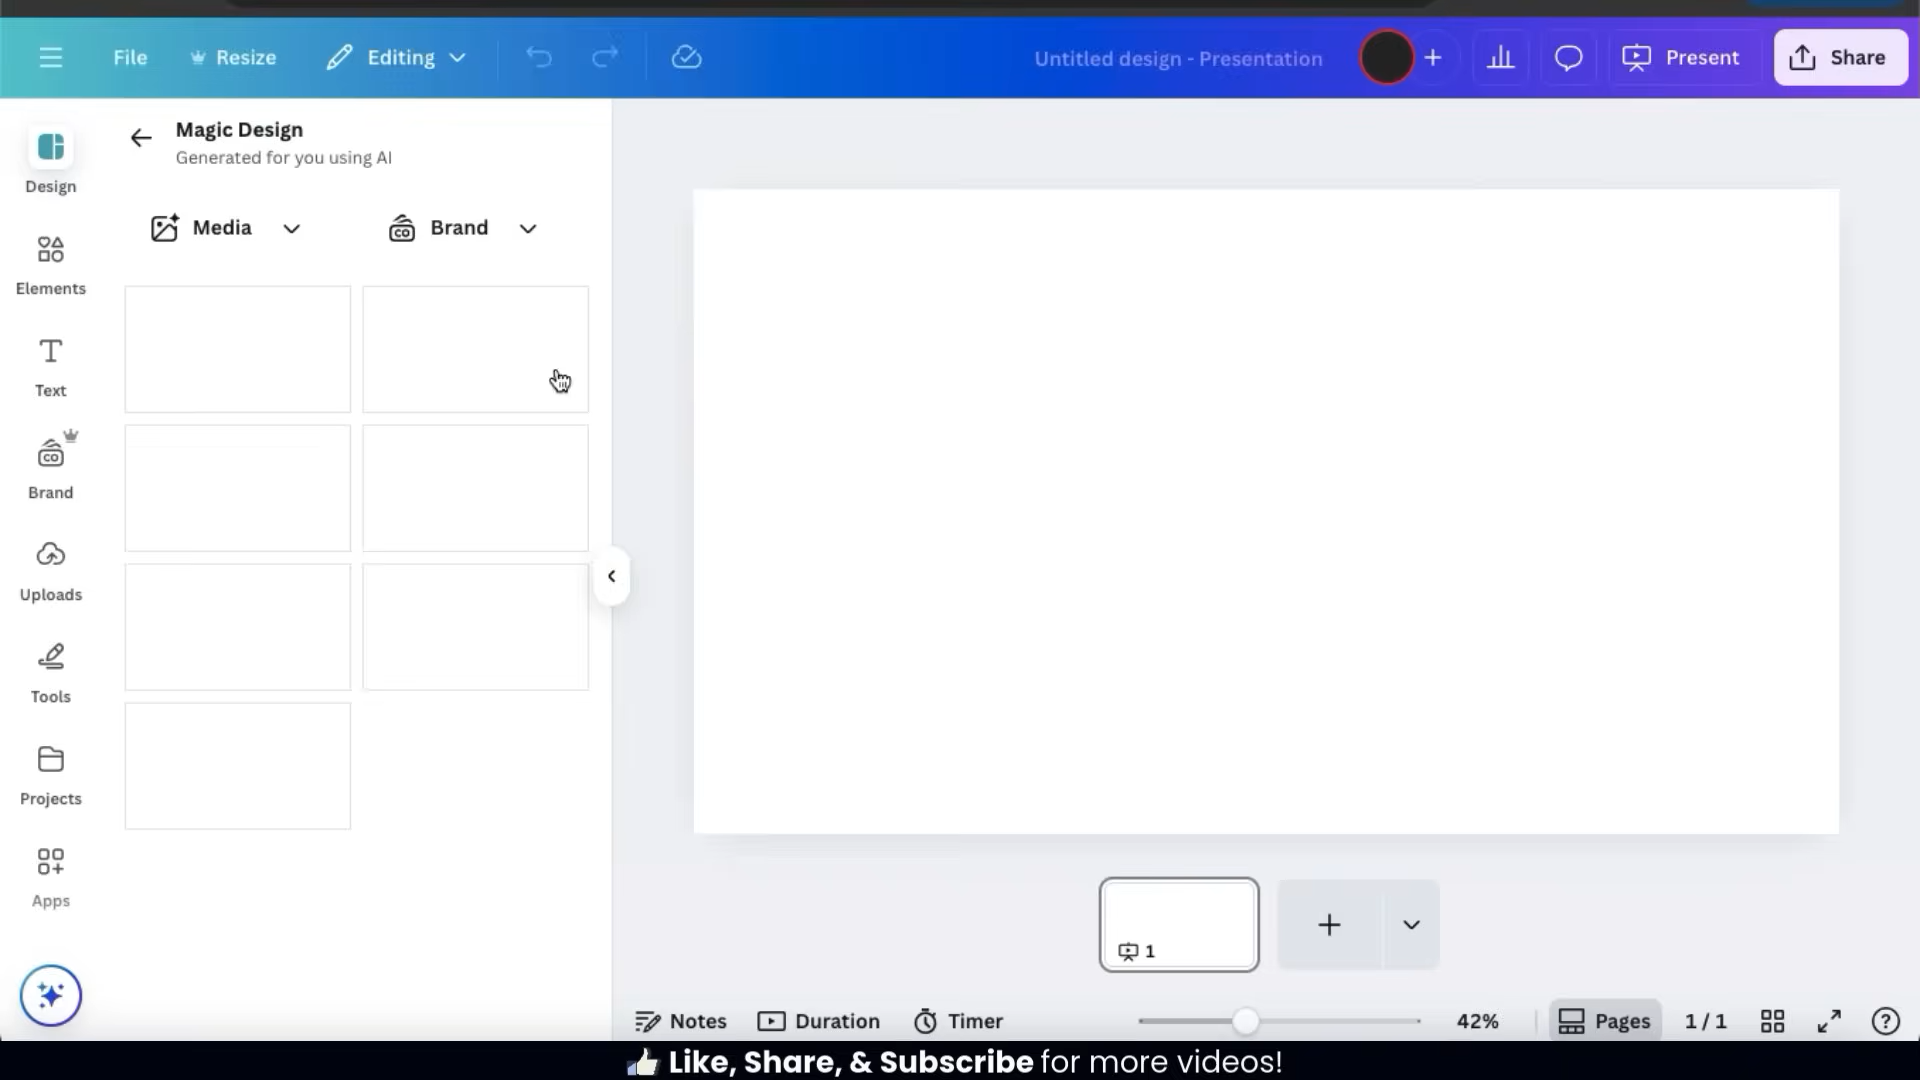 File
Resize
Editing
Untitled design - Presentation
Present
Share
Magic Design
Generated for you using AI
Media
Brand
Design
Elements
Text
Brand
Uploads
Tools
Projects
Apps
1
Notes
Duration
Timer
42%
Pages
1 / 1
Like, Share, & Subscribe for more videos!